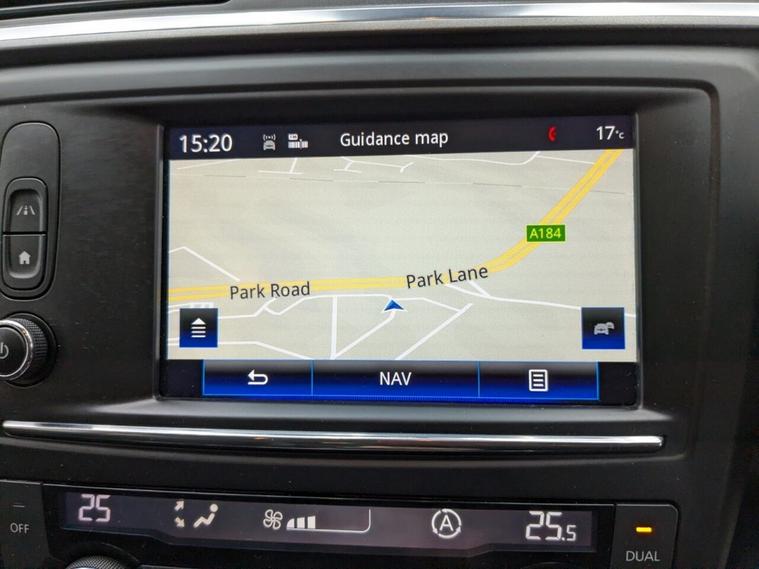 15:20 Guidance map 17°c
A184
Park Lane
Park Road
NAV
25 A 25.5
OFF
DUAL